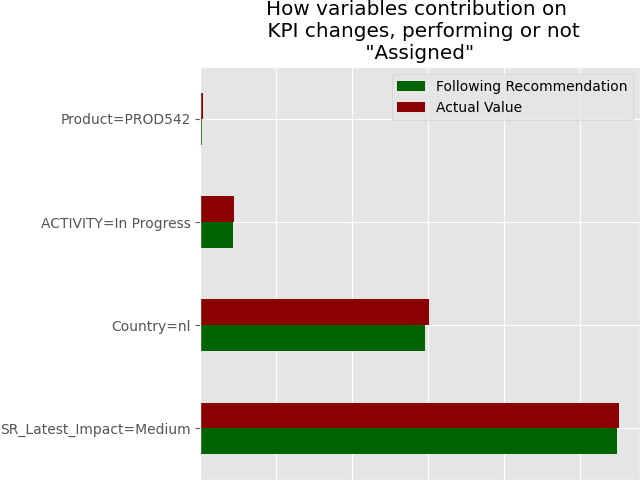 How variables contribution on
KPI changes, performing or not
"Assigned"
Following Recommendation
Actual Value
Product=PROD542
ACTIVITY=In Progress
Country=nl
SR_Latest_Impact=Medium